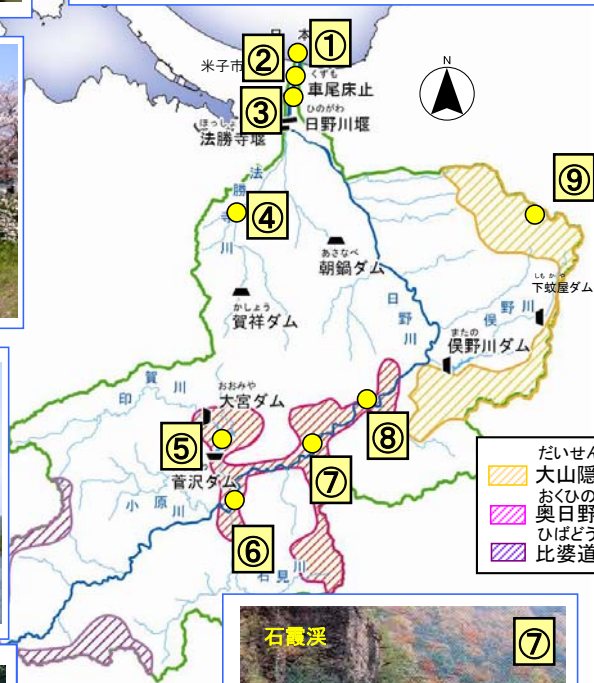 日 本
①
②
米子市
くずも
車尾床止
③
ひのがわ
日野川堰
法勝寺堰
N
法勝寺川
④
⑨
あさなべ
朝鍋ダム
かしょう
賀祥ダム
日野川
しもかや
下蚊屋ダム
俣野川
またの
俣野川ダム
印賀川
おおみや
大宮ダム
⑤
⑧
⑦
菅沢ダム
小原川
⑥
石見川
だいせん
大山隠
おくひの
奥日野
ひばどう
比婆道
石霞渓
⑦